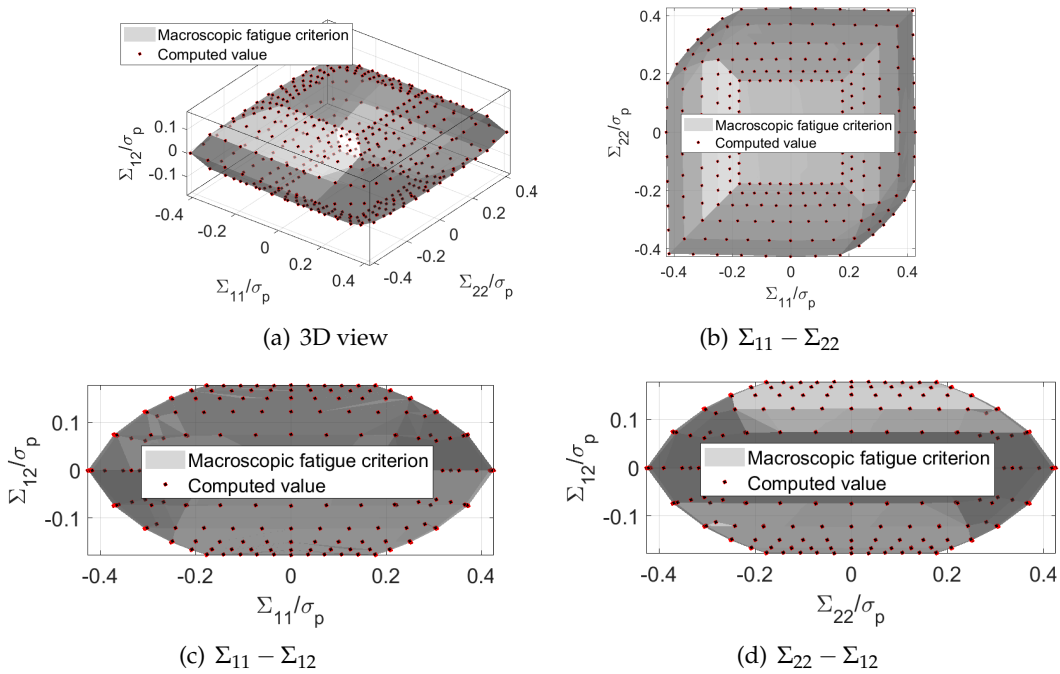 Macroscopic fatigue criterion
Computed value
Σ12/σp
0.1
0
-0.1
-0.4
-0.2
0
0.2
0.4
Σ11/σp
-0.4
-0.2
0
0.2
0.4
Σ22/σp
(a) 3D view
Σ22/σp
0.4
0.2
0
-0.2
-0.4
Macroscopic fatigue criterion
Computed value
-0.4 -0.2 0 0.2 0.4
Σ11/σp
(b) Σ11 − Σ22
Σ12/σp
0.1
0
-0.1
Macroscopic fatigue criterion
Computed value
-0.4 -0.2 0 0.2 0.4
Σ11/σp
(c) Σ11 − Σ12
Σ12/σp
0.1
0
-0.1
Macroscopic fatigue criterion
Computed value
-0.4 -0.2 0 0.2 0.4
Σ22/σp
(d) Σ22 − Σ12